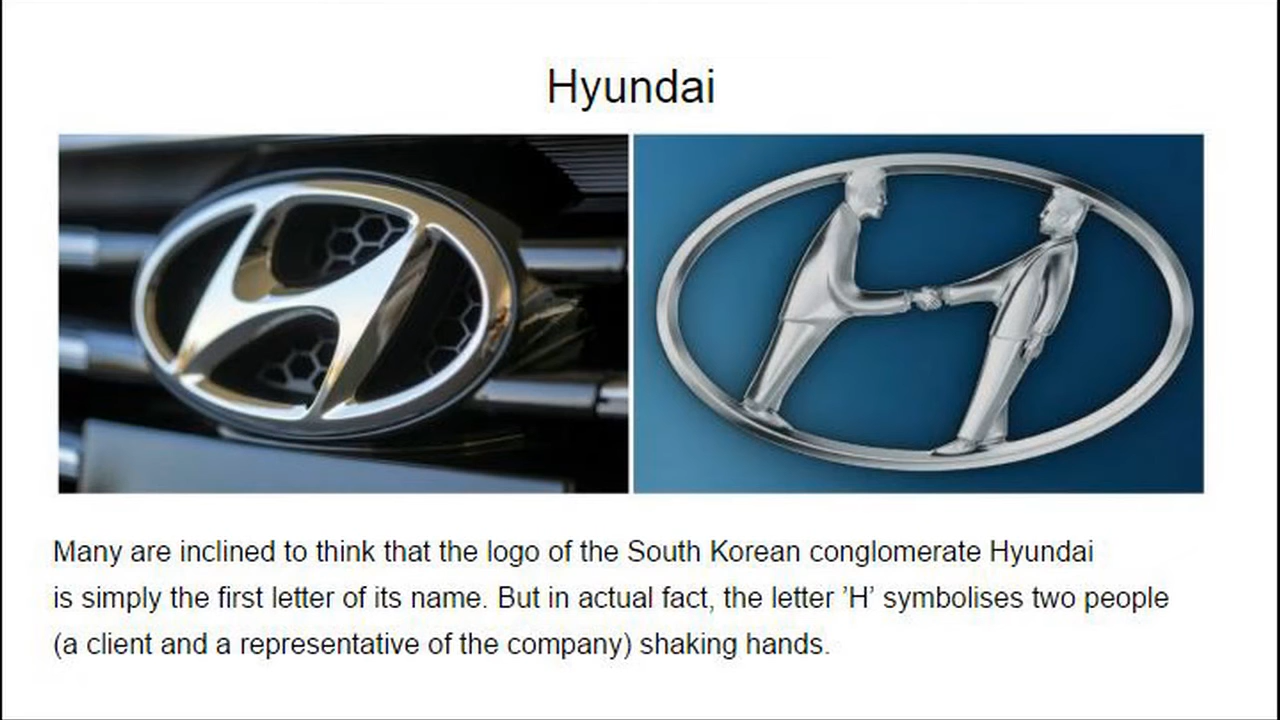 Hyundai
Many are inclined to think that the logo of the South Korean conglomerate Hyundai
is simply the first letter of its name. But in actual fact, the letter ’H’ symbolises two people
(a client and a representative of the company) shaking hands.